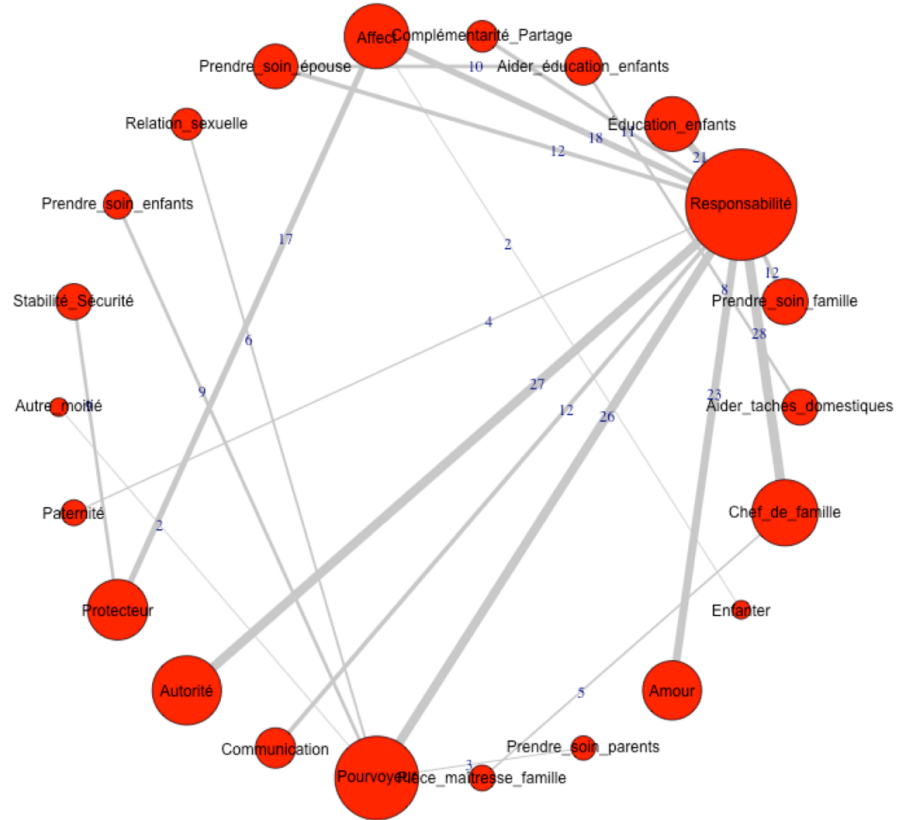 Affect
Complémentarité_Partage
Prendre_soin_épouse
10
Aider_éducation_enfants
Relation_sexuelle
18
11
Éducation_enfants
12
21
Prendre_soin_enfants
Responsabilité
17
2
12
Stabilité_Sécurité
8
Prendre_soin_famille
4
6
28
27
9
23
Autre_moitié
12
26
Aider_taches_domestiques
Paternité
2
Chef_de_famille
Protecteur
Enfanter
Autorité
5
Amour
Communication
Prendre_soin_parents
3
Pièce_maîtresse_famille